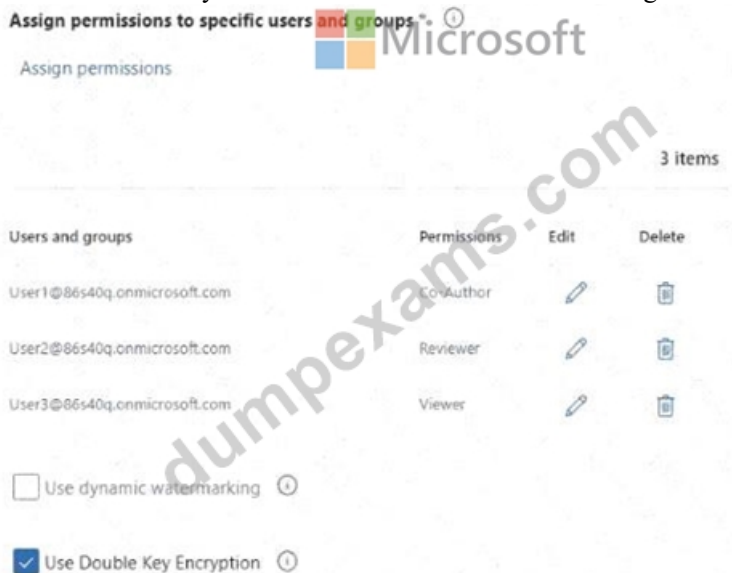 Assign permissions to specific users and groups * 
Microsoft
Assign permissions
3 items
Users and groups Permissions Edit Delete
User1@86s40q.onmicrosoft.com Co-Author
User2@86s40q.onmicrosoft.com Reviewer
User3@86s40q.onmicrosoft.com Viewer
dumpexams.com
Use dynamic watermarking
Use Double Key Encryption